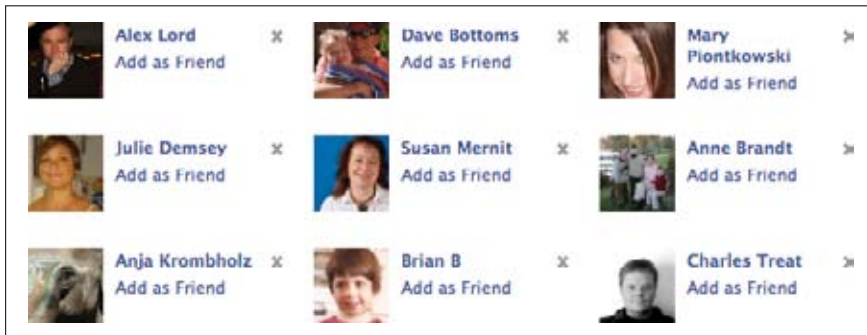 Alex Lord x
Add as Friend
Dave Bottoms x
Add as Friend
Mary x
Piontkowski
Add as Friend
Julie Demsey x
Add as Friend
Susan Mernit x
Add as Friend
Anne Brandt x
Add as Friend
Anja Krombholz x
Add as Friend
Brian B x
Add as Friend
Charles Treat x
Add as Friend